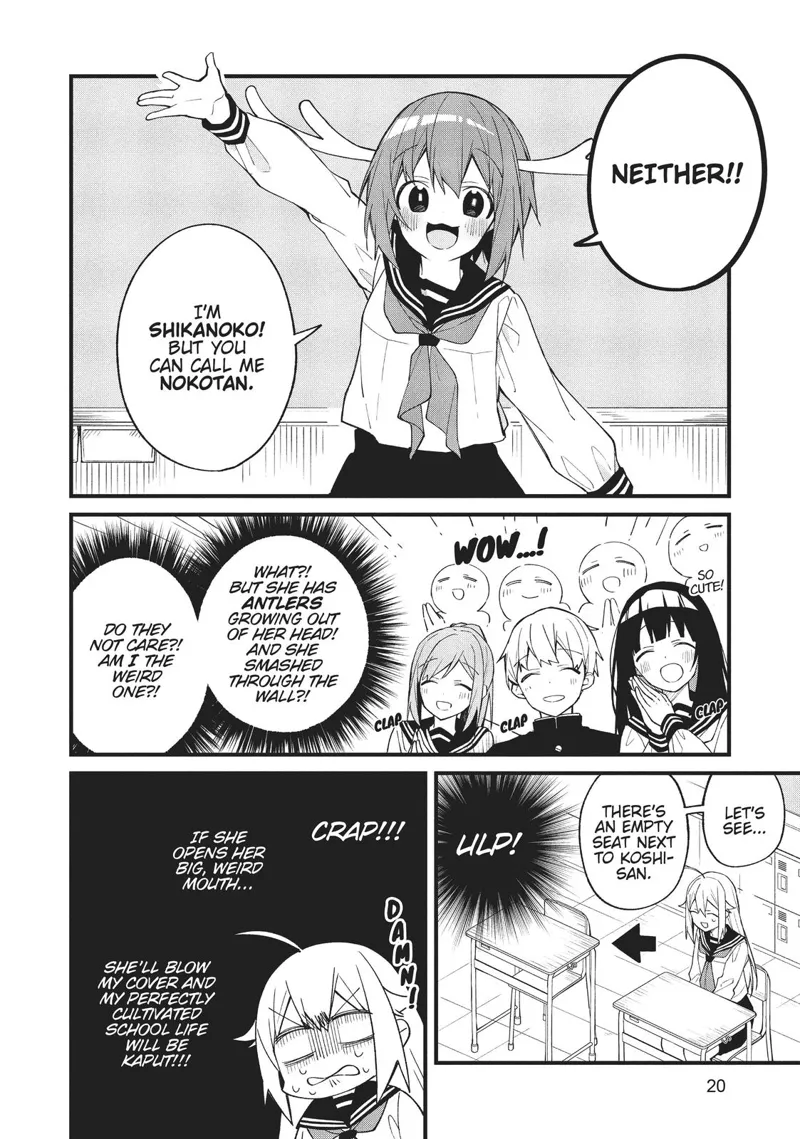 NEITHER!!
I'M
SHIKANOKO!
BUT YOU
CAN CALL ME
NOKOTAN.
WOW...!
SO
CUTE!
CLAP
CLAP
CLAP
WHAT?!
BUT SHE HAS
ANTLERS
GROWING OUT
OF HER HEAD!
AND SHE
SMASHED
THROUGH THE
WALL?!
DO THEY
NOT CARE?!
AM I THE
WEIRD
ONE?!
LET'S
SEE...
THERE'S
AN EMPTY
SEAT NEXT
TO KOSHI-
SAN.
ULP!
CRAP!!!
IF SHE
OPENS HER
BIG, WEIRD
MOUTH...
DAMN!
SHE'LL BLOW
MY COVER AND
MY PERFECTLY
CULTIVATED
SCHOOL LIFE
WILL BE
KAPUT!!!
20